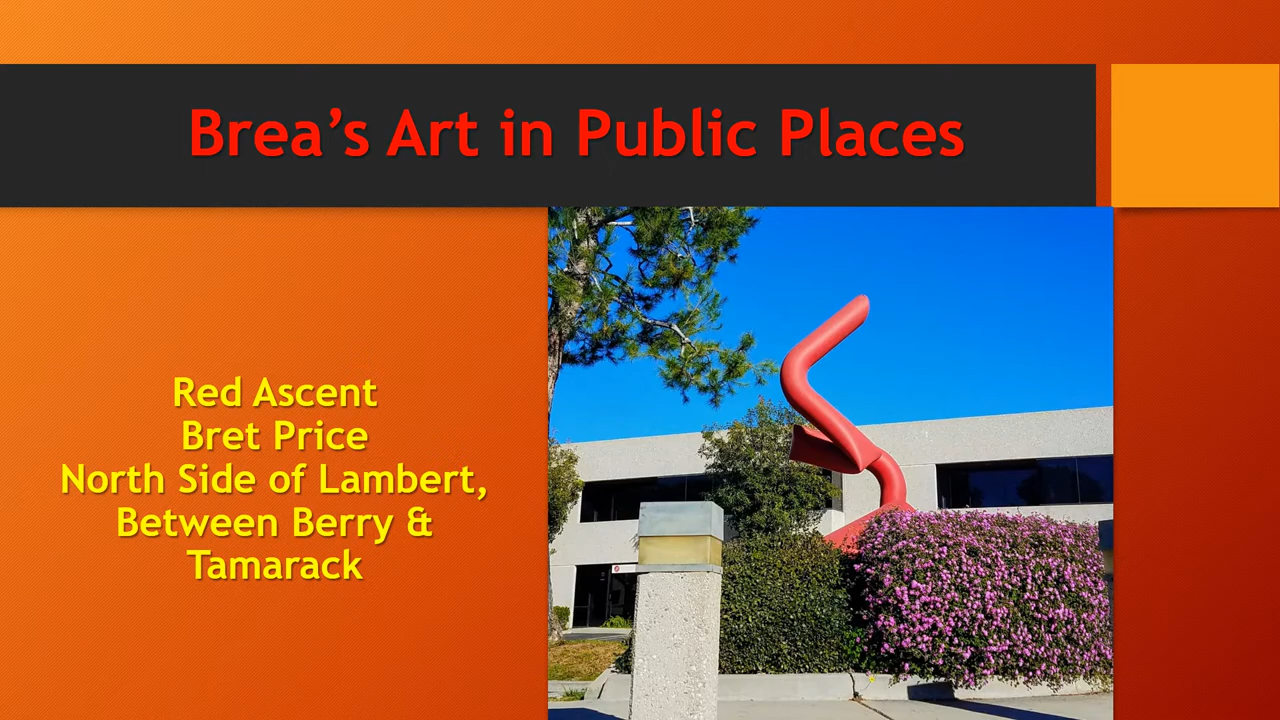 Brea’s Art in Public Places
Red Ascent
Bret Price
North Side of Lambert,
Between Berry &
Tamarack